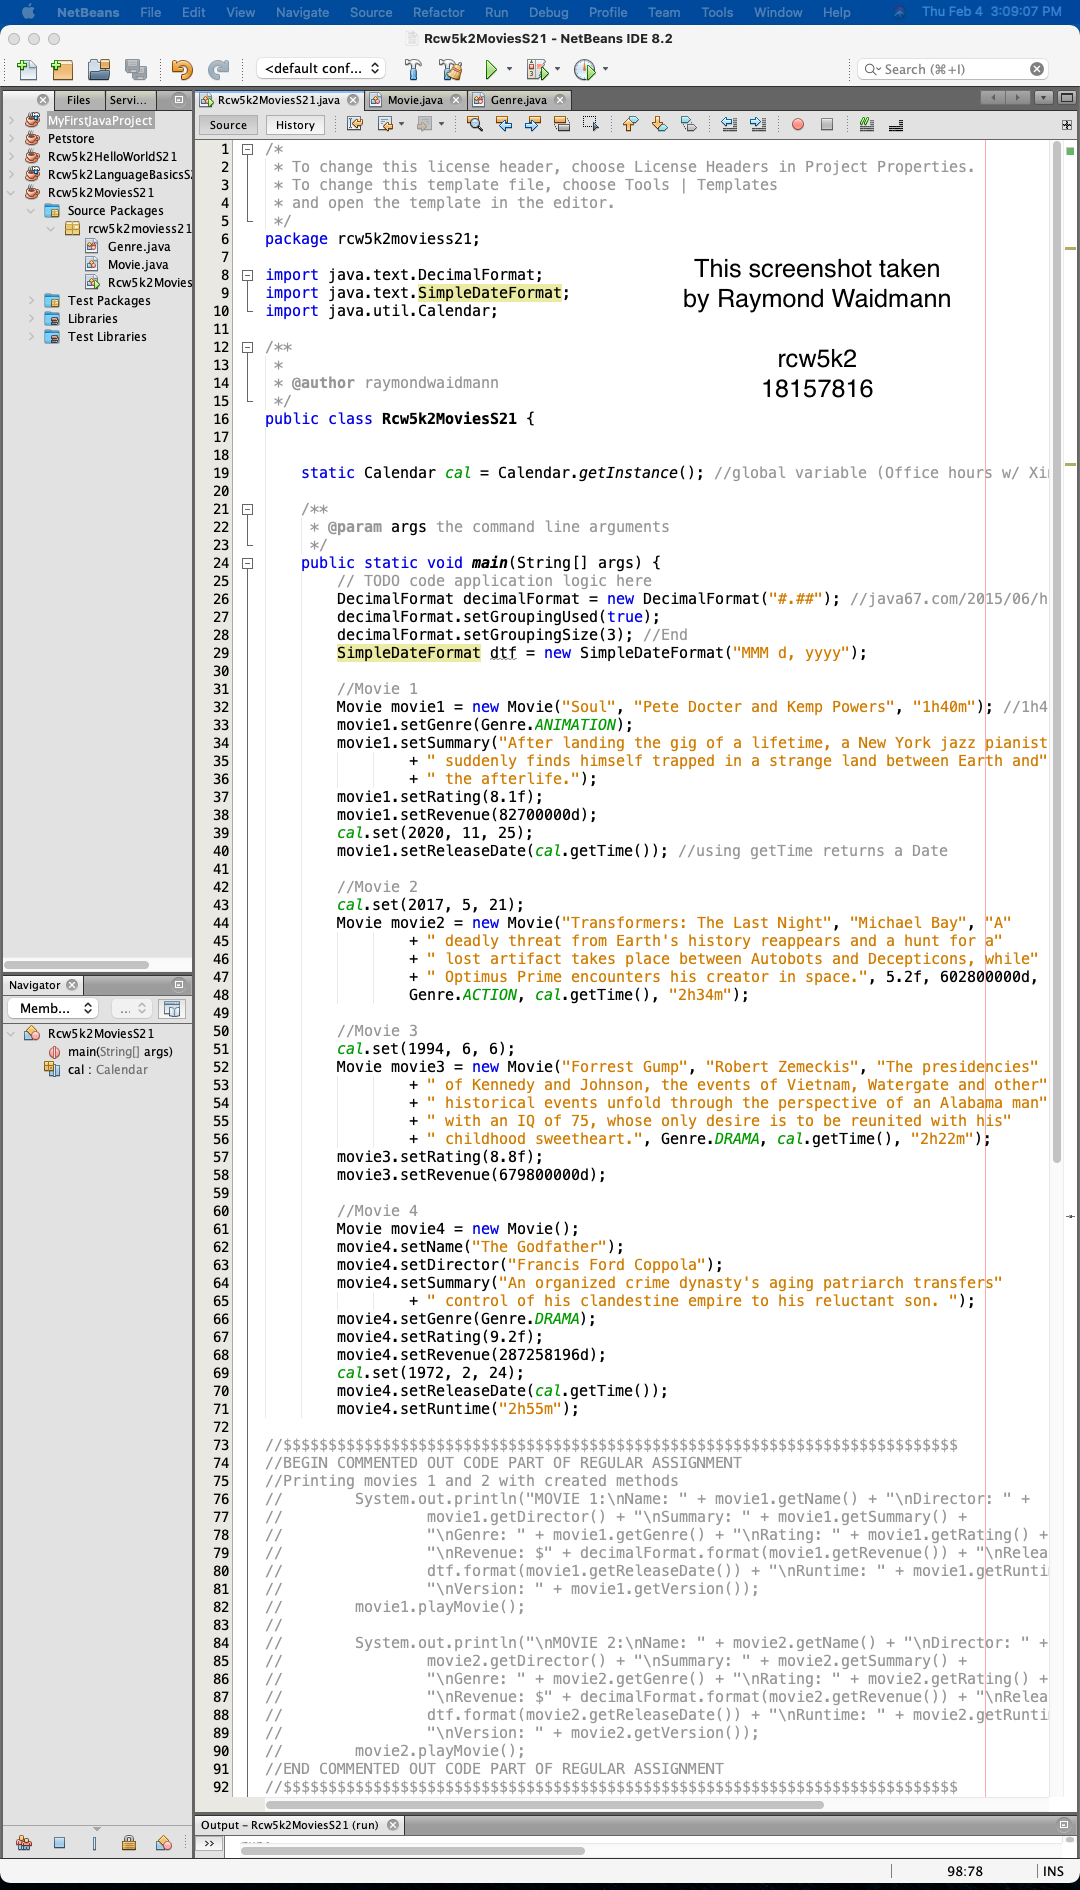 NetBeans File Edit View Navigate Source Refactor Run Debug Profile Team Tools Window Help Thu Feb 4 3:09:07 PM
Rcw5k2MoviesS21 - NetBeans IDE 8.2
<default conf... Search (⌘+I)
Files Servi... Rcw5k2MoviesS21.java Movie.java Genre.java
Source History
MyFirstJavaProject
Petstore
Rcw5k2HelloWorldS21
Rcw5k2LanguageBasicsS
Rcw5k2MoviesS21
Source Packages
rcw5k2moviess21
Genre.java
Movie.java
Rcw5k2Movies
Test Packages
Libraries
Test Libraries
Navigator
Memb... ...
Rcw5k2MoviesS21
main(String[] args)
cal : Calendar
1 /*
2 * To change this license header, choose License Headers in Project Properties.
3 * To change this template file, choose Tools | Templates
4 * and open the template in the editor.
5 */
6 package rcw5k2moviess21;
7
8 import java.text.DecimalFormat;
9 import java.text.SimpleDateFormat;
10 import java.util.Calendar;
11
12 /**
13 *
14 * @author raymondwaidmann
15 */
16 public class Rcw5k2MoviesS21 {
17
18
19 static Calendar cal = Calendar.getInstance(); //global variable (Office hours w/ Xi
20
21 /**
22 * @param args the command line arguments
23 */
24 public static void main(String[] args) {
25 // TODO code application logic here
26 DecimalFormat decimalFormat = new DecimalFormat("#.##"); //java67.com/2015/06/h
27 decimalFormat.setGroupingUsed(true);
28 decimalFormat.setGroupingSize(3); //End
29 SimpleDateFormat dtf = new SimpleDateFormat("MMM d, yyyy");
30
31 //Movie 1
32 Movie movie1 = new Movie("Soul", "Pete Docter and Kemp Powers", "1h40m"); //1h4
33 movie1.setGenre(Genre.ANIMATION);
34 movie1.setSummary("After landing the gig of a lifetime, a New York jazz pianist
35 + " suddenly finds himself trapped in a strange land between Earth and"
36 + " the afterlife.");
37 movie1.setRating(8.1f);
38 movie1.setRevenue(82700000d);
39 cal.set(2020, 11, 25);
40 movie1.setReleaseDate(cal.getTime()); //using getTime returns a Date
41
42 //Movie 2
43 cal.set(2017, 5, 21);
44 Movie movie2 = new Movie("Transformers: The Last Night", "Michael Bay", "A"
45 + " deadly threat from Earth's history reappears and a hunt for a"
46 + " lost artifact takes place between Autobots and Decepticons, while"
47 + " Optimus Prime encounters his creator in space.", 5.2f, 602800000d,
48 Genre.ACTION, cal.getTime(), "2h34m");
49
50 //Movie 3
51 cal.set(1994, 6, 6);
52 Movie movie3 = new Movie("Forrest Gump", "Robert Zemeckis", "The presidencies"
53 + " of Kennedy and Johnson, the events of Vietnam, Watergate and other"
54 + " historical events unfold through the perspective of an Alabama man"
55 + " with an IQ of 75, whose only desire is to be reunited with his"
56 + " childhood sweetheart.", Genre.DRAMA, cal.getTime(), "2h22m");
57 movie3.setRating(8.8f);
58 movie3.setRevenue(679800000d);
59
60 //Movie 4
61 Movie movie4 = new Movie();
62 movie4.setName("The Godfather");
63 movie4.setDirector("Francis Ford Coppola");
64 movie4.setSummary("An organized crime dynasty's aging patriarch transfers"
65 + " control of his clandestine empire to his reluctant son. ");
66 movie4.setGenre(Genre.DRAMA);
67 movie4.setRating(9.2f);
68 movie4.setRevenue(287258196d);
69 cal.set(1972, 2, 24);
70 movie4.setReleaseDate(cal.getTime());
71 movie4.setRuntime("2h55m");
72
73 //$$$$$$$$$$$$$$$$$$$$$$$$$$$$$$$$$$$$$$$$$$$$$$$$$$$$$$$$$$$$$$$$$$$$$$$$$$$
74 //BEGIN COMMENTED OUT CODE PART OF REGULAR ASSIGNMENT
75 //Printing movies 1 and 2 with created methods
76 // System.out.println("MOVIE 1:\nName: " + movie1.getName() + "\nDirector: " +
77 // movie1.getDirector() + "\nSummary: " + movie1.getSummary() +
78 // "\nGenre: " + movie1.getGenre() + "\nRating: " + movie1.getRating() +
79 // "\nRevenue: $" + decimalFormat.format(movie1.getRevenue()) + "\nRelea
80 // dtf.format(movie1.getReleaseDate()) + "\nRuntime: " + movie1.getRunti
81 // "\nVersion: " + movie1.getVersion());
82 // movie1.playMovie();
83 //
84 // System.out.println("\nMOVIE 2:\nName: " + movie2.getName() + "\nDirector: " +
85 // movie2.getDirector() + "\nSummary: " + movie2.getSummary() +
86 // "\nGenre: " + movie2.getGenre() + "\nRating: " + movie2.getRating() +
87 // "\nRevenue: $" + decimalFormat.format(movie2.getRevenue()) + "\nRelea
88 // dtf.format(movie2.getReleaseDate()) + "\nRuntime: " + movie2.getRunti
89 // "\nVersion: " + movie2.getVersion());
90 // movie2.playMovie();
91 //END COMMENTED OUT CODE PART OF REGULAR ASSIGNMENT
92 //$$$$$$$$$$$$$$$$$$$$$$$$$$$$$$$$$$$$$$$$$$$$$$$$$$$$$$$$$$$$$$$$$$$$$$$$$$$
This screenshot taken
by Raymond Waidmann
rcw5k2
18157816
Output - Rcw5k2MoviesS21 (run)
98:78 INS